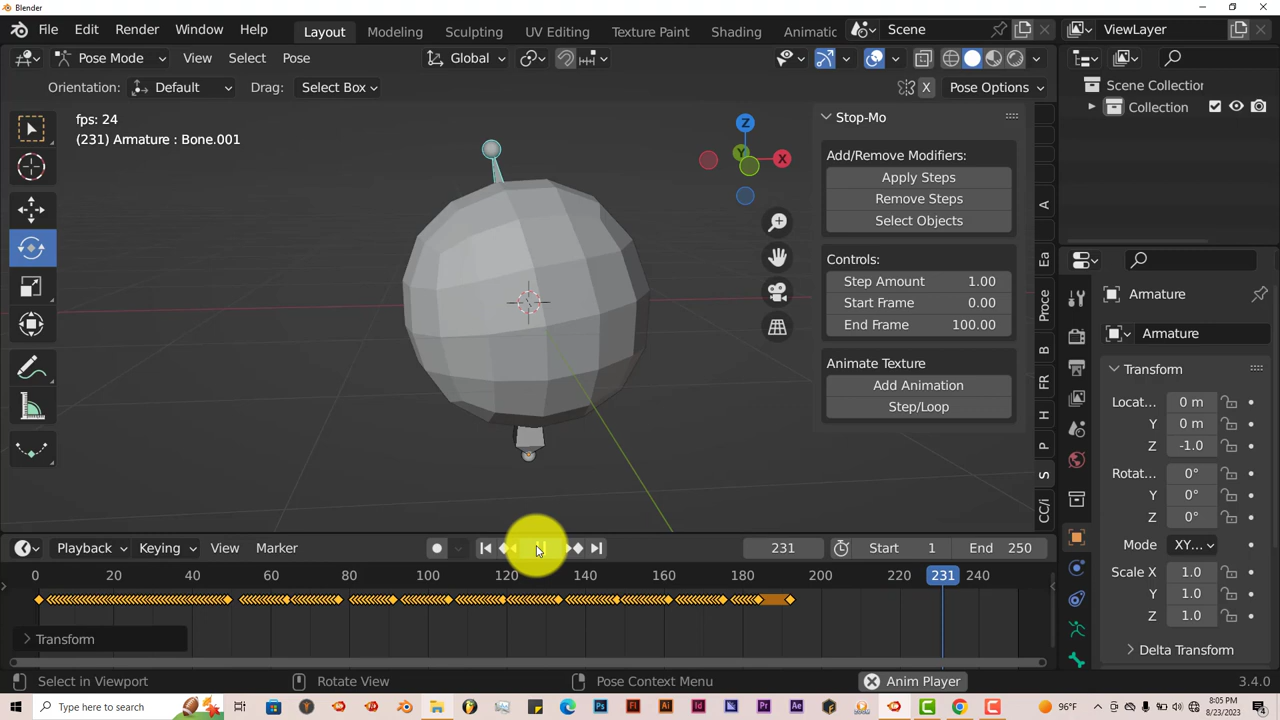 Blender
File Edit Render Window Help Layout Modeling Sculpting UV Editing Texture Paint Shading Animatic Scene ViewLayer
Pose Mode View Select Pose Global
Orientation: Default Drag: Select Box X Pose Options
Scene Collection
Collection
fps: 24
(231) Armature : Bone.001
Z
Y
X
Stop-Mo
Add/Remove Modifiers:
Apply Steps
Remove Steps
Select Objects
Controls:
Step Amount 1.00
Start Frame 0.00
End Frame 100.00
Animate Texture
Add Animation
Step/Loop
A
Ea
Proce
B
FR
H
P
S
CC/i
Armature
Armature
Transform
Locat... 0 m
Y 0 m
Z -1.0
Rotat... 0°
Y 0°
Z 0°
Mode XY...
Scale X 1.0
Y 1.0
Z 1.0
Delta Transform
Playback Keying View Marker 231 Start 1 End 250
0 20 40 60 80 100 120 140 160 180 200 220 231 240
Transform
Select in Viewport Rotate View Pose Context Menu Anim Player 3.4.0
Type here to search 96°F 8:05 PM
8/23/2023